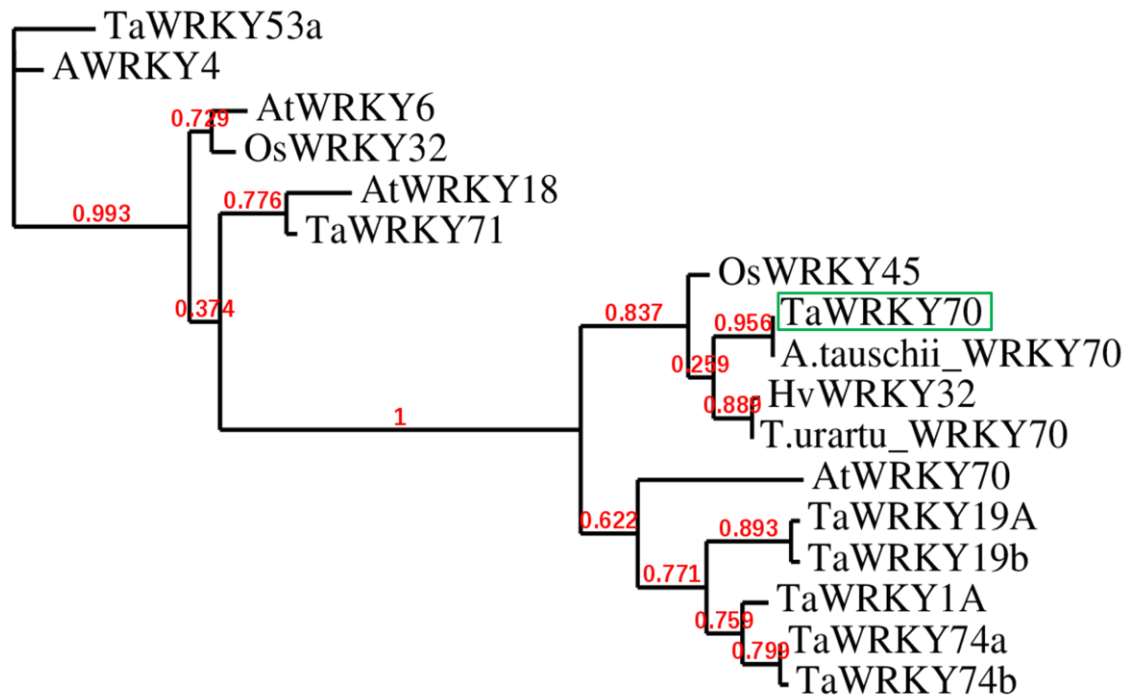 TaWRKY53a
AWRKY4
AtWRKY6
0.729
OsWRKY32
AtWRKY18
0.776
0.993
TaWRKY71
OsWRKY45
0.374
0.837
TaWRKY70
0.956
A.tauschii_WRKY70
0.259
HvWRKY32
0.889
1
T.urartu_WRKY70
AtWRKY70
0.622
TaWRKY19A
0.893
TaWRKY19b
0.771
TaWRKY1A
0.759
TaWRKY74a
0.799
TaWRKY74b